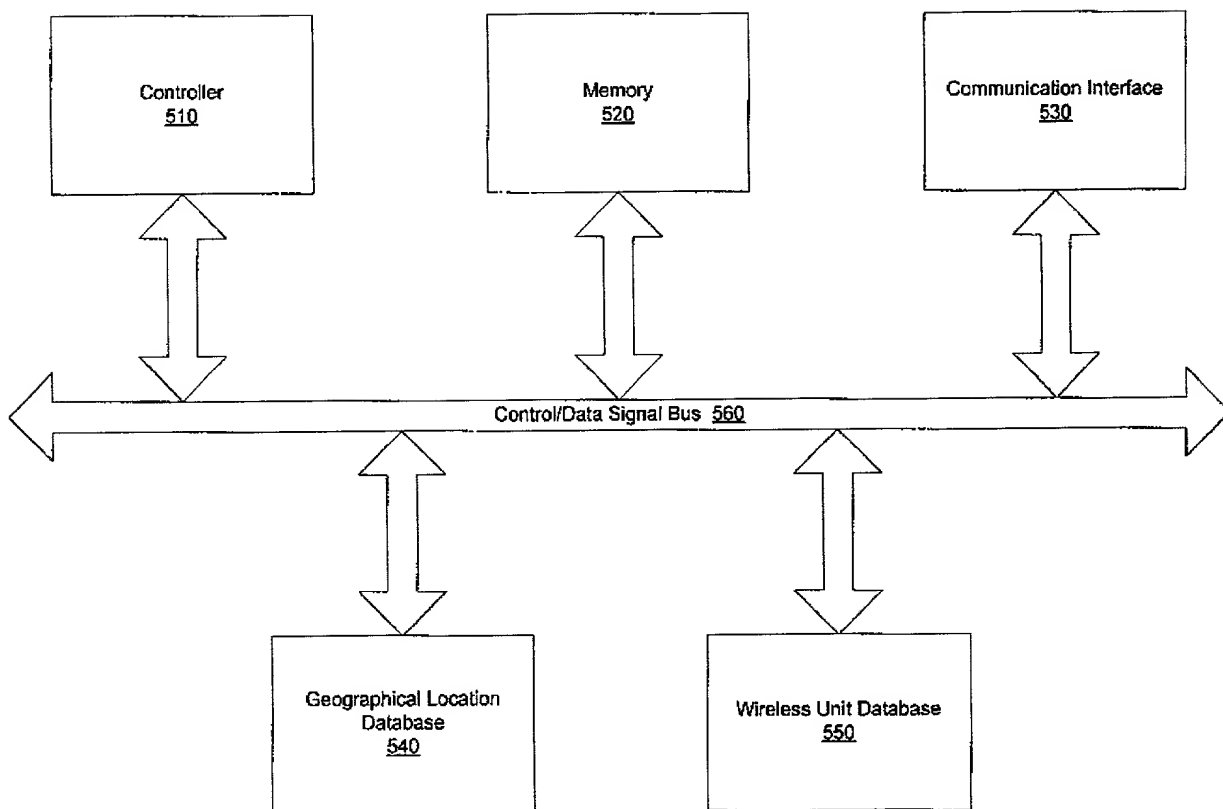 Controller
510
Memory
520
Communication Interface
530
Control/Data Signal Bus 560
Geographical Location
Database
540
Wireless Unit Database
550